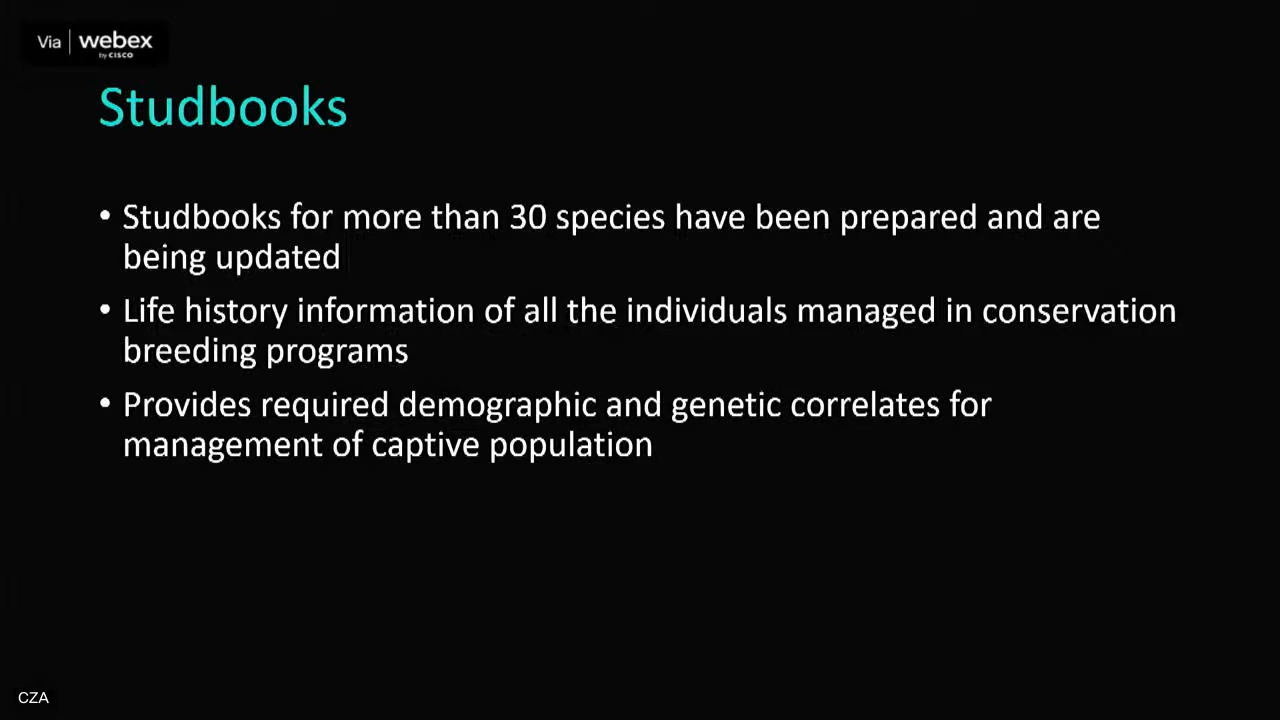 Via webex
by CISCO
Studbooks
• Studbooks for more than 30 species have been prepared and are
being updated
• Life history information of all the individuals managed in conservation
breeding programs
• Provides required demographic and genetic correlates for
management of captive population
CZA